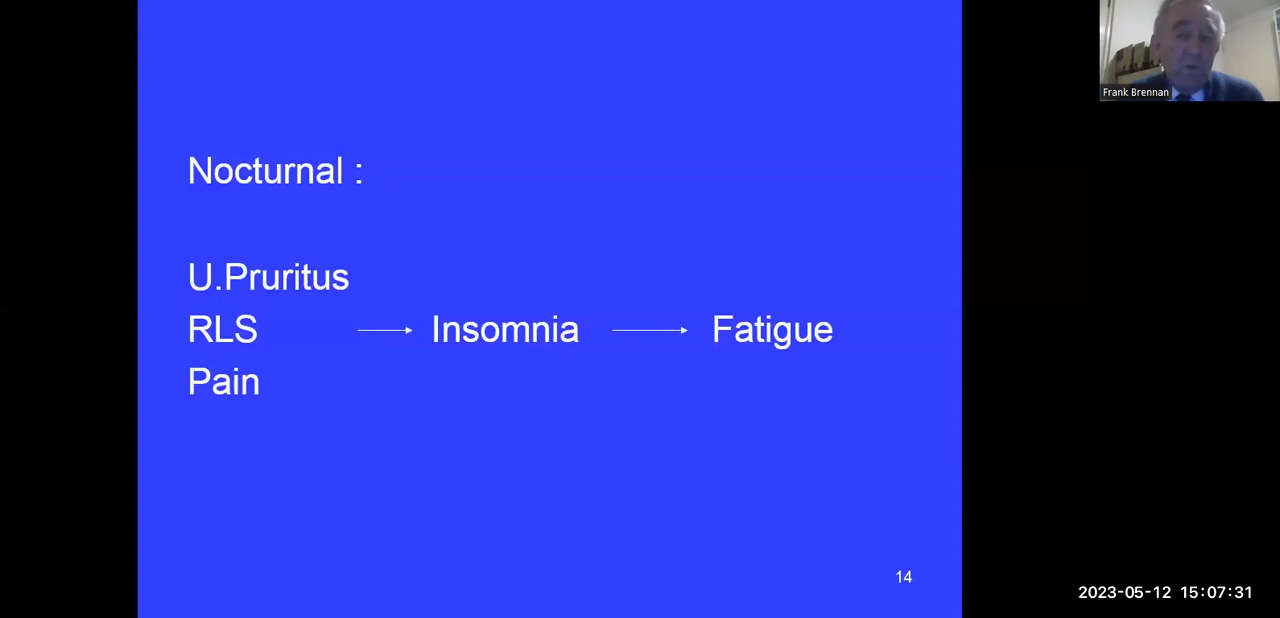 Nocturnal :
U.Pruritus
RLS → Insomnia → Fatigue
Pain
14
Frank Brennan
2023-05-12 15:07:31